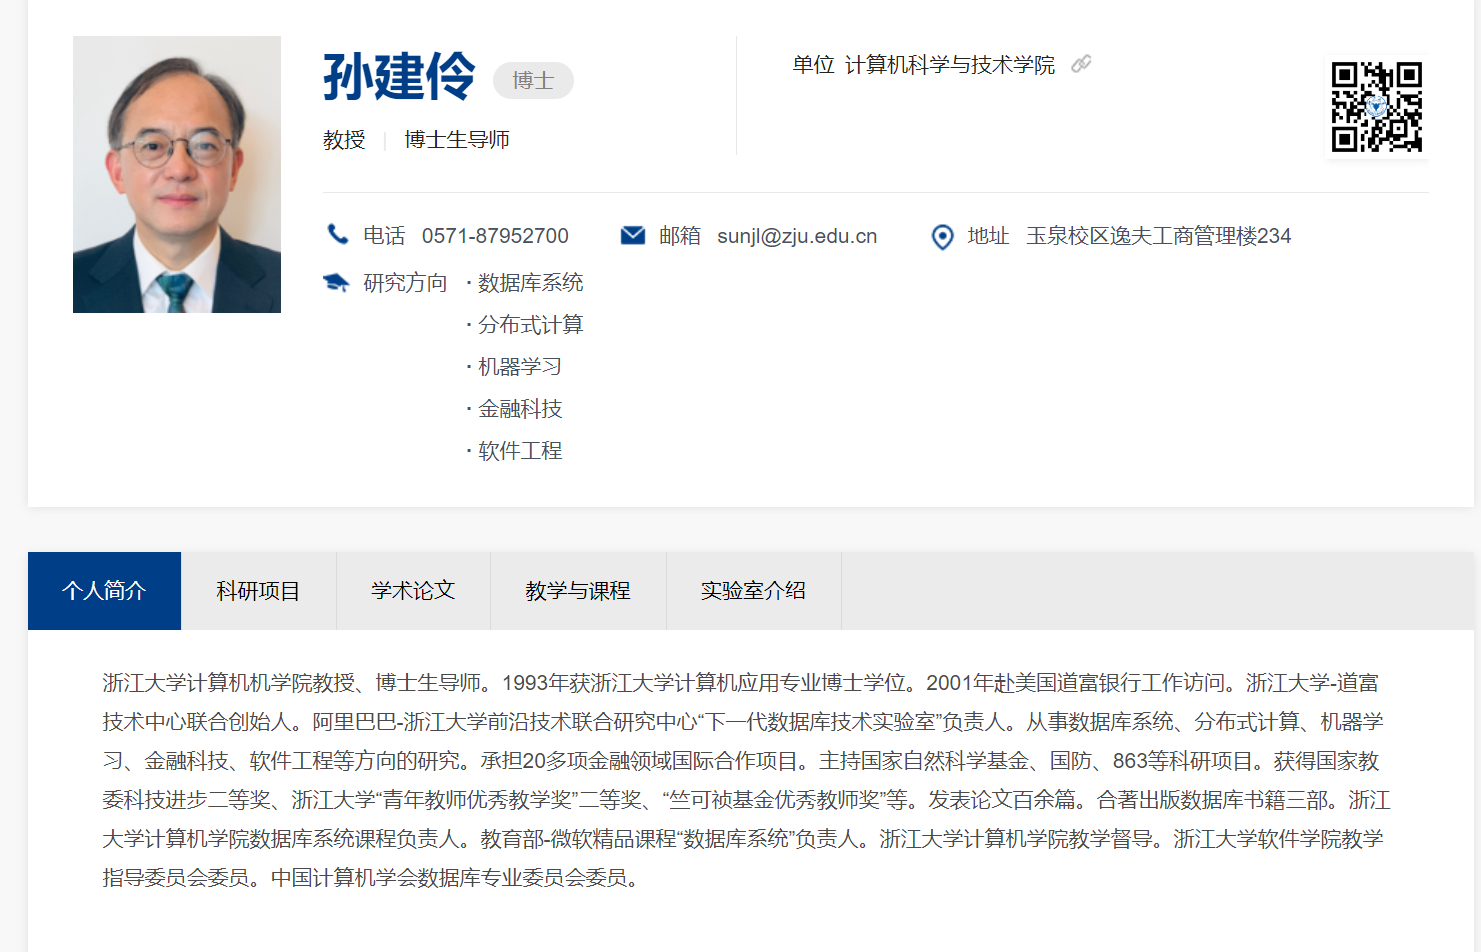 孙建伶 博士
教授 | 博士生导师
单位 计算机科学与技术学院
电话 0571-87952700 邮箱 sunjl@zju.edu.cn 地址 玉泉校区逸夫工商管理楼234
研究方向 · 数据库系统
· 分布式计算
· 机器学习
· 金融科技
· 软件工程
个人简介 科研项目 学术论文 教学与课程 实验室介绍
浙江大学计算机机学院教授、博士生导师。1993年获浙江大学计算机应用专业博士学位。2001年赴美国道富银行工作访问。浙江大学-道富
技术中心联合创始人。阿里巴巴-浙江大学前沿技术联合研究中心“下一代数据库技术实验室”负责人。从事数据库系统、分布式计算、机器学
习、金融科技、软件工程等方向的研究。承担20多项金融领域国际合作项目。主持国家自然科学基金、国防、863等科研项目。获得国家教
委科技进步二等奖、浙江大学“青年教师优秀教学奖”二等奖、“竺可祯基金优秀教师奖”等。发表论文百余篇。合著出版数据库书籍三部。浙江
大学计算机学院数据库系统课程负责人。教育部-微软精品课程“数据库系统”负责人。浙江大学计算机学院教学督导。浙江大学软件学院教学
指导委员会委员。中国计算机学会数据库专业委员会委员。